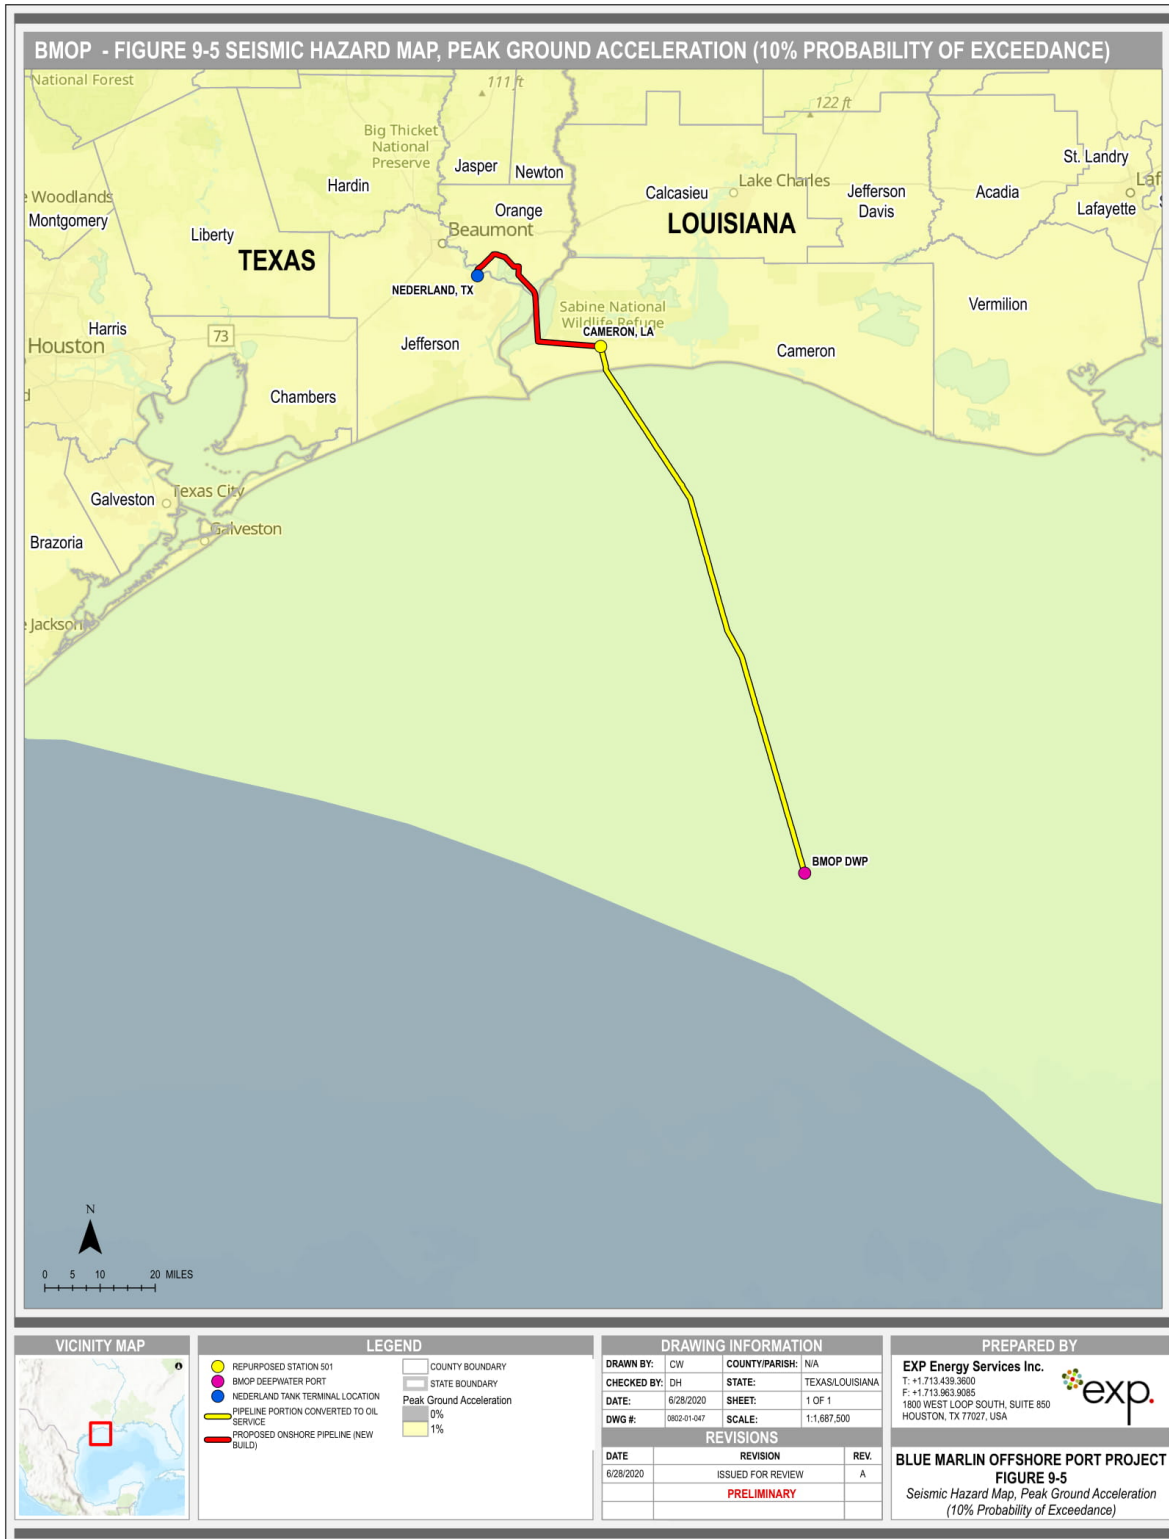 BMOP - FIGURE 9-5 SEISMIC HAZARD MAP, PEAK GROUND ACCELERATION (10% PROBABILITY OF EXCEEDANCE)
National Forest
111 ft
122 ft
Big Thicket
National
Preserve
Jasper
Newton
Hardin
St. Landry
Woodlands
Montgomery
Calcasieu
Lake Charles
Jefferson
Davis
Acadia
Laf
Lafayette
Orange
Beaumont
LOUISIANA
Liberty
TEXAS
NEDERLAND, TX
Sabine National
Wildlife Refuge
CAMERON, LA
Vermilion
Harris
Houston
73
Jefferson
Cameron
Chambers
Galveston
Texas City
Galveston
Brazoria
Jackson
BMOP DWP
N
0 5 10 20 MILES
VICINITY MAP
LEGEND
REPURPOSED STATION 501
BMOP DEEPWATER PORT
NEDERLAND TANK TERMINAL LOCATION
PIPELINE PORTION CONVERTED TO OIL
SERVICE
PROPOSED ONSHORE PIPELINE (NEW
BUILD)
COUNTY BOUNDARY
STATE BOUNDARY
Peak Ground Acceleration
0%
1%
DRAWING INFORMATION
DRAWN BY: CW COUNTY/PARISH: N/A
CHECKED BY: DH STATE: TEXAS/LOUISIANA
DATE: 6/28/2020 SHEET: 1 OF 1
DWG #: 0802-01-047 SCALE: 1:1,687,500
REVISIONS
DATE REVISION REV.
6/28/2020 ISSUED FOR REVIEW A
PRELIMINARY
PREPARED BY
EXP Energy Services Inc.
T: +1.713.439.3600
F: +1.713.963.9085
1800 WEST LOOP SOUTH, SUITE 850
HOUSTON, TX 77027, USA
exp.
BLUE MARLIN OFFSHORE PORT PROJECT
FIGURE 9-5
Seismic Hazard Map, Peak Ground Acceleration
(10% Probability of Exceedance)